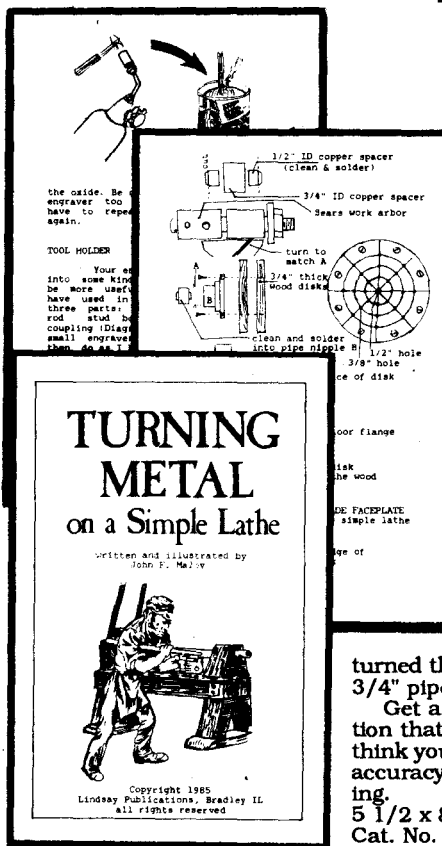 the oxide. Be
engraver too
have to repe
again.
TOOL HOLDER
Your e
into some kind
be more usef
have used in
three parts:
rod stud be
coupling (Diag
small engrave
then, do as I
1/2" ID copper spacer
(clean & solder)
3/4" ID copper spacer
Sears work arbor
turn to
match A
A
3/4" thick
wood disks
B
clean and solder
into pipe nipple B
1/2" hole
3/8" hole
ce of disk
oor flange
isk
he wood
DE FACEPLATE
simple lathe
dge of
TURNING
METAL
on a Simple Lathe
written and illustrated by
John F.
Copyright 1985
Lindsay Publications, Bradley IL
all rights reserved
turned th
3/4" pip
Get a
tion that
think you
accuracy
ing.
5 1/2 x 8
Cat. No.